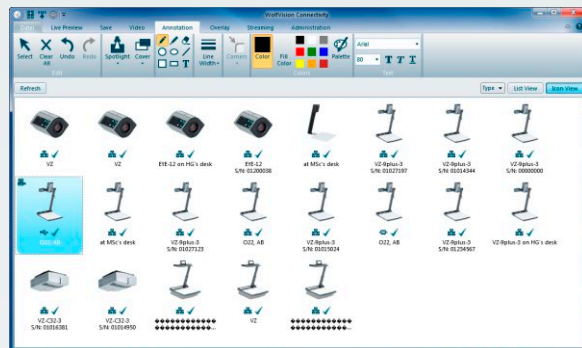 WolfVision Connectivity
Live Preview Save Video Annotation Overlay Streaming Administration
Select Clear All Undo Redo Spotlight Cover Line Width Corners Color Fill Color Palette Arial
80 T T T
Edit Colors Text
Refresh Type List View Icon View
VZ VZ EYE-12 on HG's desk EYE-12 at MSc's desk VZ-9plus-3 VZ-9plus-3 VZ-9plus-3
S/N: 01200038 S/N: 01027197 S/N: 01014344 S/N: 00000000
D22, AB at MSc's desk VZ-9plus-3 D22, AB VZ-9plus-3 D22, AB VZ-9plus-3 VZ-9plus-3 on HG's desk
S/N: 01027123 S/N: 01015024 S/N: 01234567
VZ-C32-3 VZ-C32-3 VZ
S/N: 01016381 S/N: 01014950